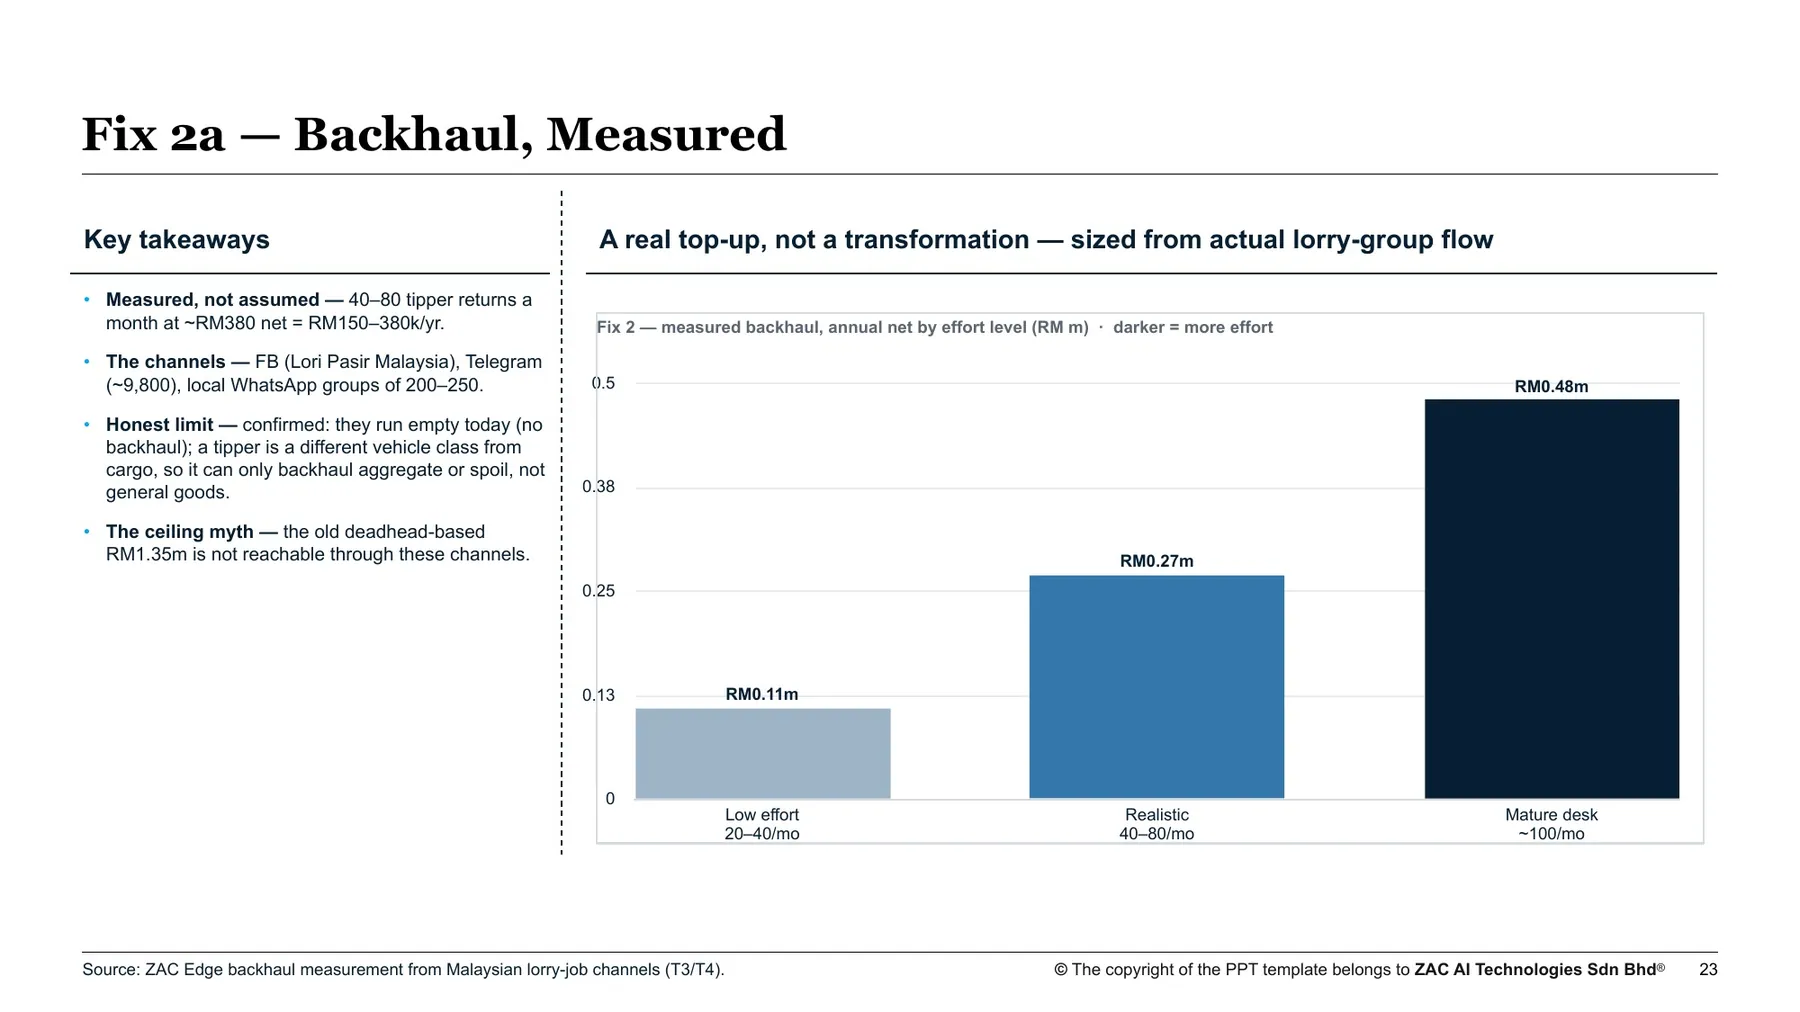 Fix 2a — Backhaul, Measured
Key takeaways
• Measured, not assumed — 40–80 tipper returns a
month at ~RM380 net = RM150–380k/yr.
• The channels — FB (Lori Pasir Malaysia), Telegram
(~9,800), local WhatsApp groups of 200–250.
• Honest limit — confirmed: they run empty today (no
backhaul); a tipper is a different vehicle class from
cargo, so it can only backhaul aggregate or spoil, not
general goods.
• The ceiling myth — the old deadhead-based
RM1.35m is not reachable through these channels.
A real top-up, not a transformation — sized from actual lorry-group flow
Fix 2 — measured backhaul, annual net by effort level (RM m) · darker = more effort
0.5
0.38
0.25
0.13
0
RM0.11m
RM0.27m
RM0.48m
Low effort
20–40/mo
Realistic
40–80/mo
Mature desk
~100/mo
Source: ZAC Edge backhaul measurement from Malaysian lorry-job channels (T3/T4).
© The copyright of the PPT template belongs to ZAC AI Technologies Sdn Bhd® 23